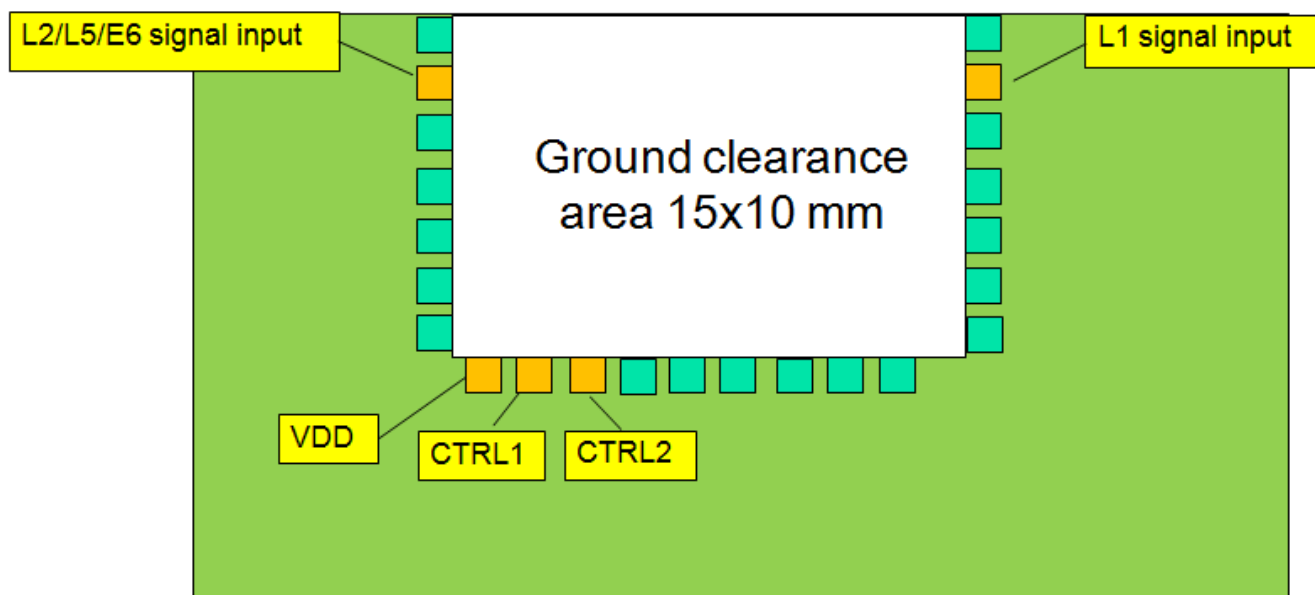 L2/L5/E6 signal input
L1 signal input
Ground clearance
area 15x10 mm
VDD
CTRL1
CTRL2